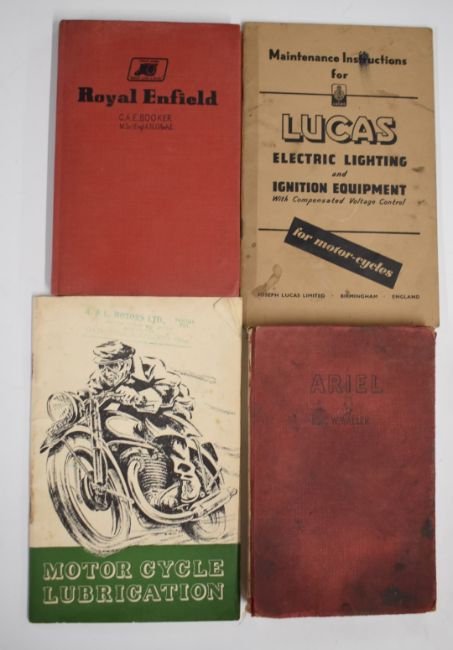 Royal Enfield
C.A.E. BOOKER
Maintenance Instructions
for
LUCAS
ELECTRIC LIGHTING
and
IGNITION EQUIPMENT
With Compensated Voltage Control
for motor-cycles
JOSEPH LUCAS LIMITED · BIRMINGHAM · ENGLAND
MOTORS LTD.,
MOTOR CYCLE
LUBRICATION
ARIEL
WALLER